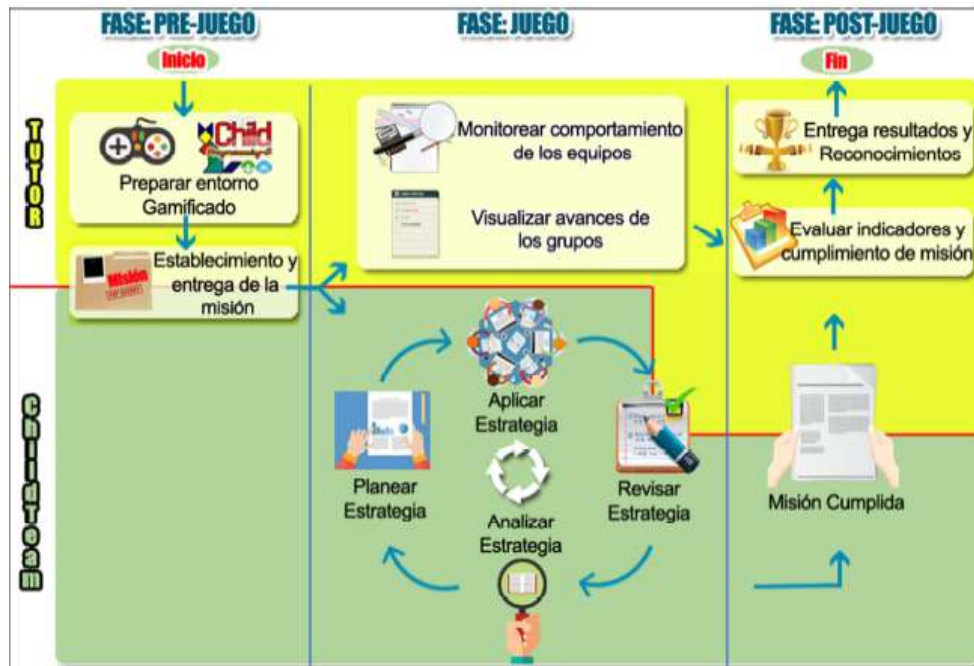 FASE: PRE-JUEGO
FASE: JUEGO
FASE: POST-JUEGO
Inicio
Fin
TUTOR
Child
Preparar entorno
Gamificado
Misión
Establecimiento y
entrega de la
misión
Monitorear comportamiento
de los equipos
Visualizar avances de
los grupos
Entrega resultados y
Reconocimientos
Evaluar indicadores y
cumplimiento de misión
ChildTeam
Aplicar
Estrategia
Planear
Estrategia
Revisar
Estrategia
Analizar
Estrategia
Misión Cumplida